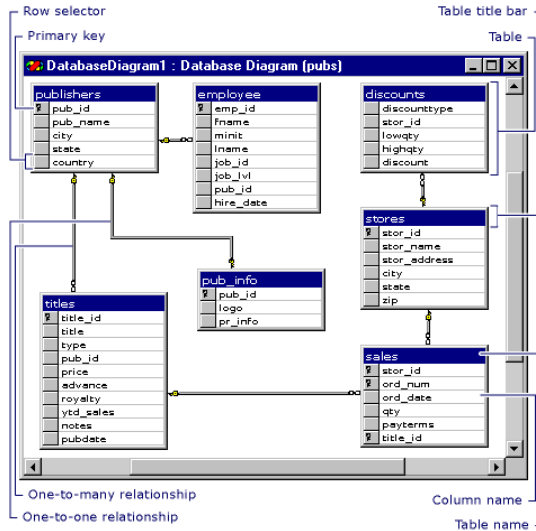 Row selector
Table title bar
Primary key
Table
DatabaseDiagram1 : Database Diagram (pubs)
publishers
pub_id
pub_name
city
state
country
employee
emp_id
fname
minit
lname
job_id
job_lvl
pub_id
hire_date
discounts
discounttype
stor_id
lowqty
highqty
discount
stores
stor_id
stor_name
stor_address
city
state
zip
pub_info
pub_id
logo
pr_info
titles
title_id
title
type
pub_id
price
advance
royalty
ytd_sales
notes
pubdate
sales
stor_id
ord_num
ord_date
qty
payterms
title_id
One-to-many relationship
Column name
One-to-one relationship
Table name